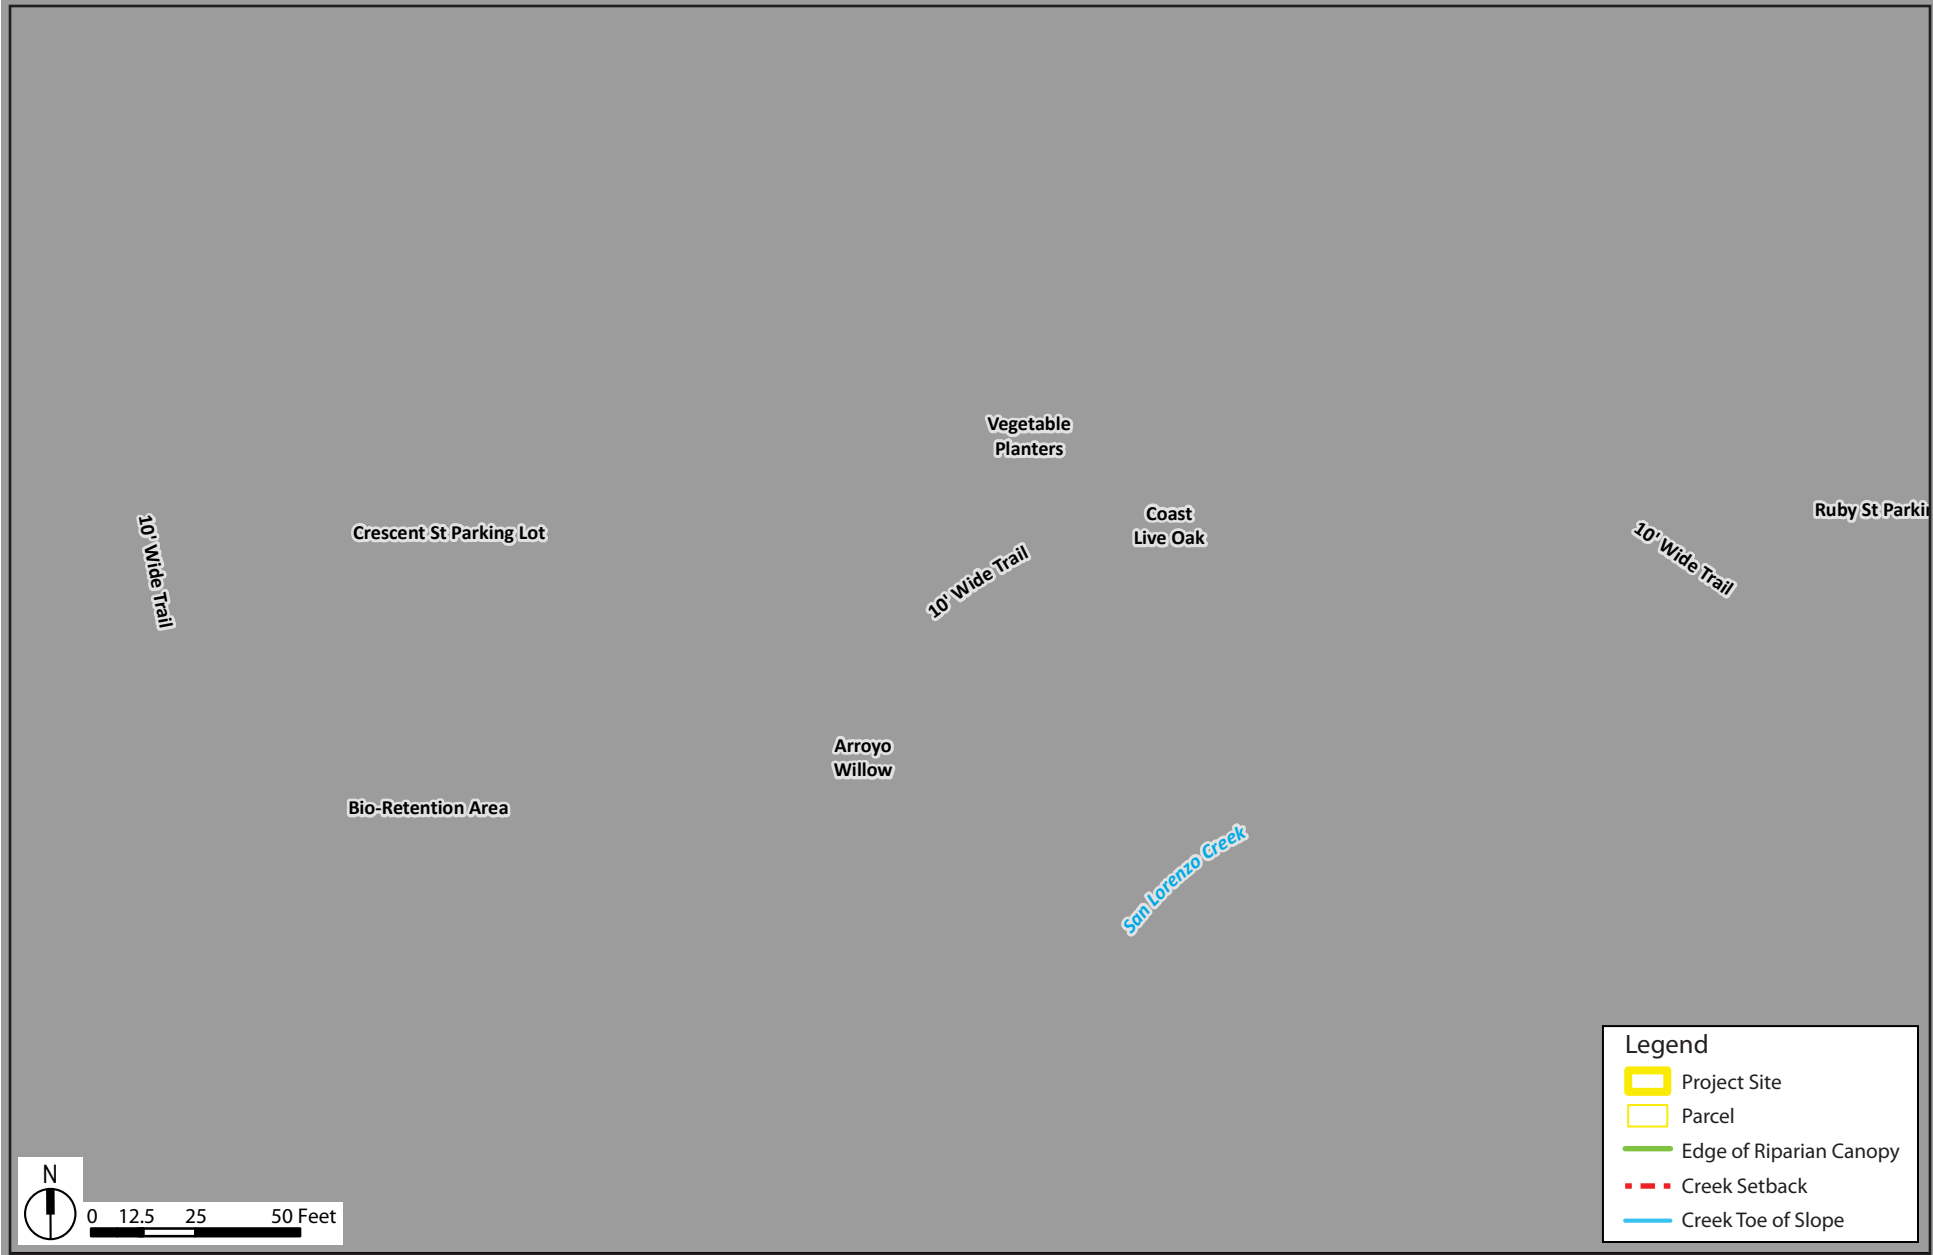 Vegetable
Planters
Coast
Live Oak
Ruby St Parkin
Crescent St Parking Lot
10' Wide Trail
10' Wide Trail
10' Wide Trail
Arroyo
Willow
Bio-Retention Area
San Lorenzo Creek
Legend
Project Site
Parcel
Edge of Riparian Canopy
Creek Setback
Creek Toe of Slope
N
0 12.5 25 50 Feet